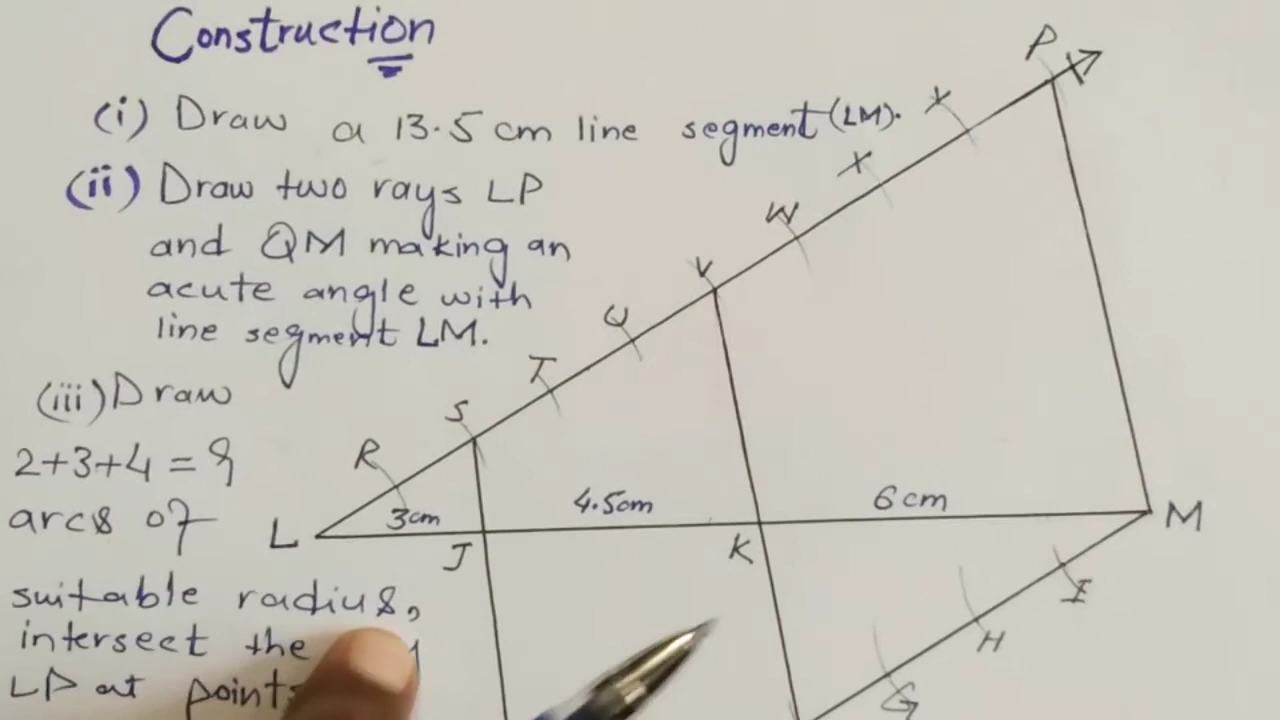 Construction
(i) Draw a 13.5 cm line segment (LM).
(ii) Draw two rays LP
and QM making an
acute angle with
line segment LM.
(iii) Draw
2+3+4 = 9
arcs of
suitable radius,
intersect the
LP at points
P
Y
X
W
V
U
T
S
R
L
3cm
4.5cm
6cm
M
J
K
I
H
G